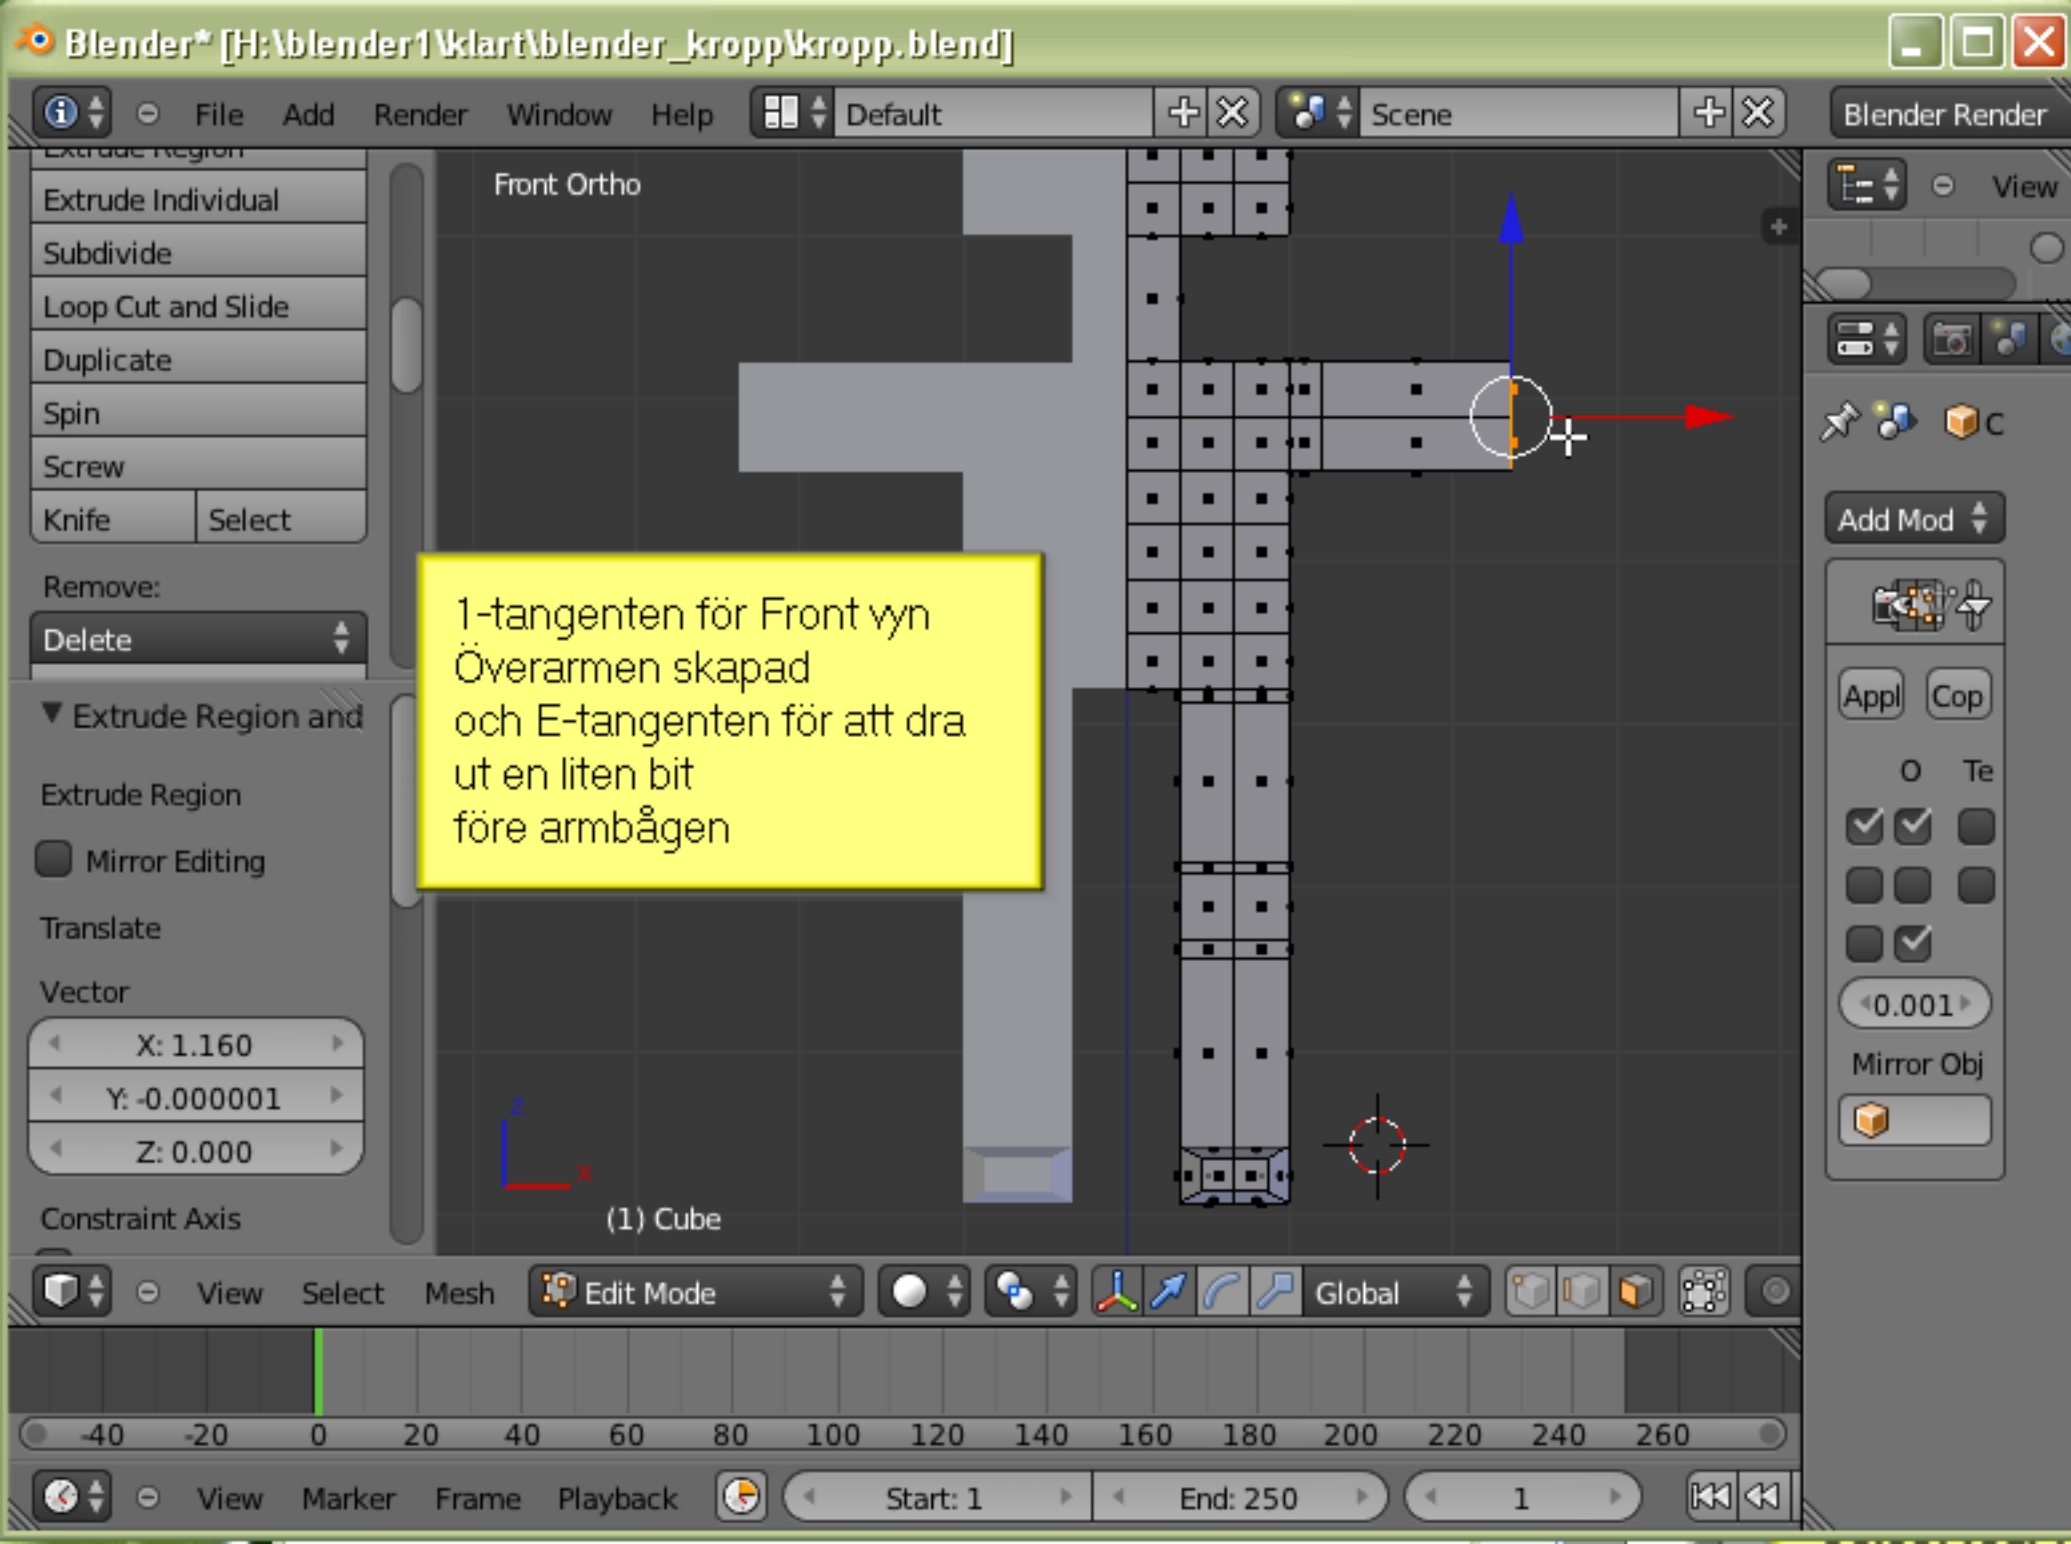 Blender* [H:\blender1\klart\blender_kropp\kropp.blend]
File Add Render Window Help Default Scene Blender Render
Extrude Region
Extrude Individual
Subdivide
Loop Cut and Slide
Duplicate
Spin
Screw
Knife Select
Remove:
Delete
Extrude Region and
Extrude Region
Mirror Editing
Translate
Vector
X: 1.160
Y: -0.000001
Z: 0.000
Constraint Axis
Front Ortho
1-tangenten för Front vyn
Överarmen skapad
och E-tangenten för att dra
ut en liten bit
före armbågen
z
x
(1) Cube
View
C
Add Mod
Appl Cop
O Te
0.001
Mirror Obj
View Select Mesh Edit Mode Global
-40 -20 0 20 40 60 80 100 120 140 160 180 200 220 240 260
View Marker Frame Playback Start: 1 End: 250 1